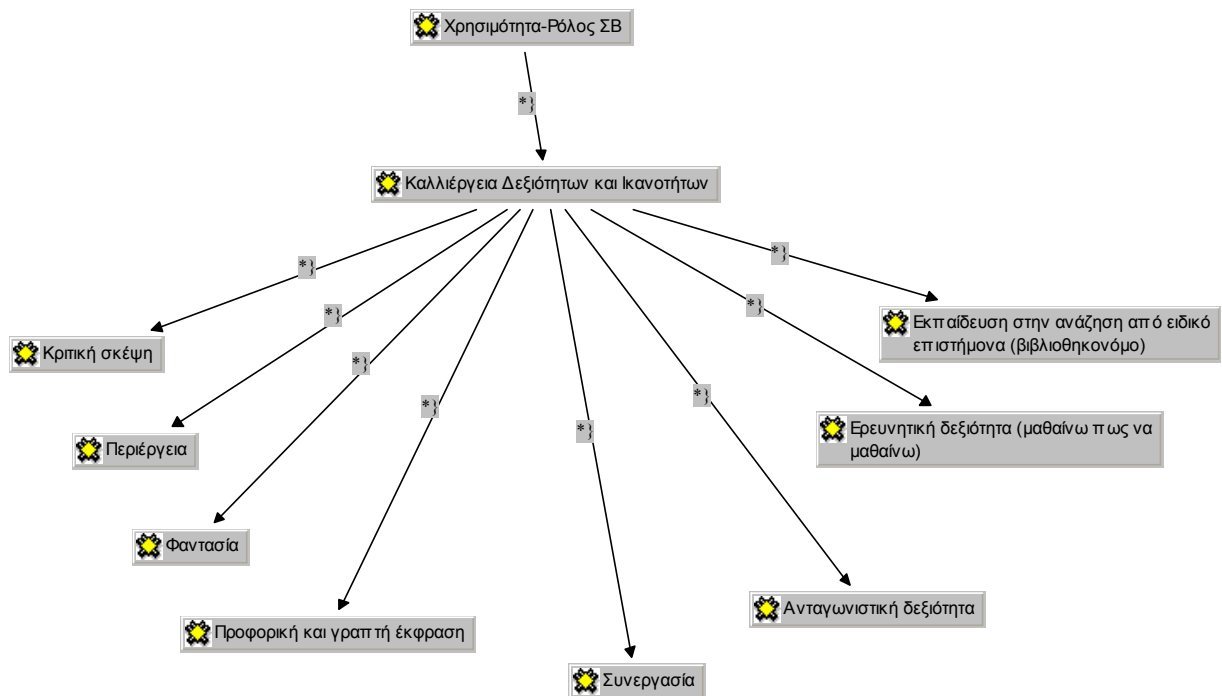 Χρησιμότητα-Ρόλος ΣΒ
*}
Καλλιέργεια Δεξιότητων και Ικανοτήτων
*}
*}
*}
*}
*}
*}
*}
*}
Εκπαίδευση στην ανάζηση από ειδικό
επιστήμονα (βιβλιοθηκονόμο)
Κριτική σκέψη
Ερευνητική δεξιότητα (μαθαίνω πως να
μαθαίνω)
Περιέργεια
Φαντασία
Ανταγωνιστική δεξιότητα
Προφορική και γραπτή έκφραση
Συνεργασία